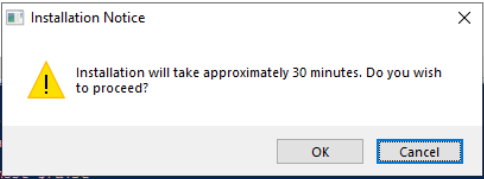 Installation Notice
Installation will take approximately 30 minutes. Do you wish
to proceed?
OK
Cancel